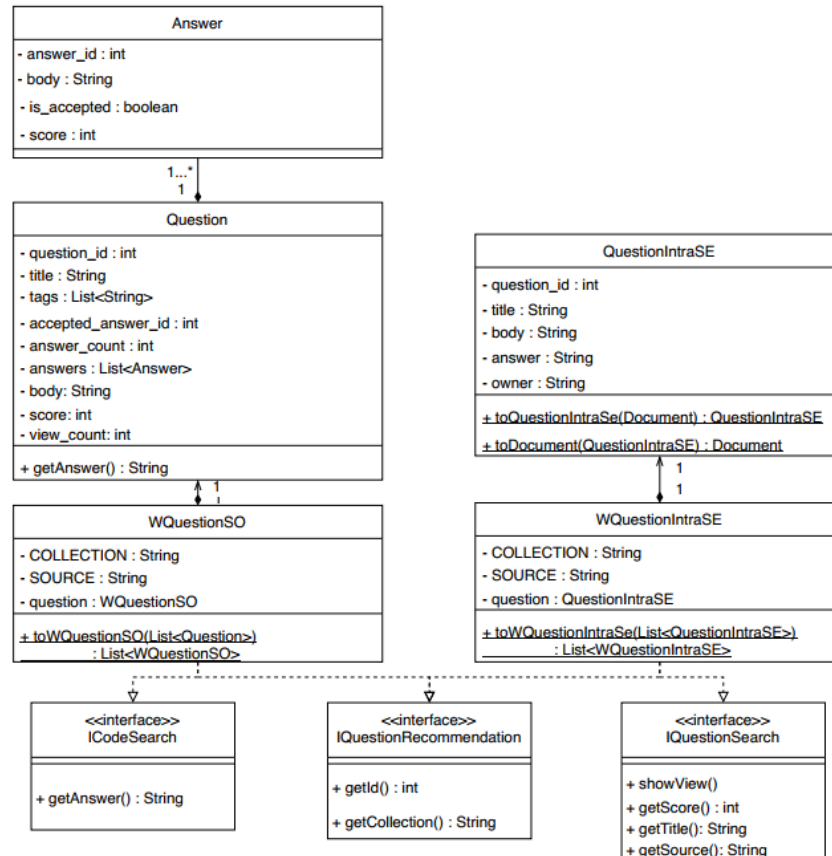 Answer
- answer_id : int
- body : String
- is_accepted : boolean
- score : int
1...*
1
Question
- question_id : int
- title : String
- tags : List<String>
- accepted_answer_id : int
- answer_count : int
- answers : List<Answer>
- body: String
- score: int
- view_count: int
+ getAnswer() : String
1
WQuestionSO
- COLLECTION : String
- SOURCE : String
- question : WQuestionSO
+ toWQuestionSO(List<Question>)
: List<WQuestionSO>
QuestionIntraSE
- question_id : int
- title : String
- body : String
- answer : String
- owner : String
+ toQuestionIntraSe(Document) : QuestionIntraSE
+ toDocument(QuestionIntraSE) : Document
1
1
WQuestionIntraSE
- COLLECTION : String
- SOURCE : String
- question : QuestionIntraSE
+ toWQuestionIntraSe(List<QuestionIntraSE>)
: List<WQuestionIntraSE>
<<interface>>
ICodeSearch
+ getAnswer() : String
<<interface>>
IQuestionRecommendation
+ getId() : int
+ getCollection() : String
<<interface>>
IQuestionSearch
+ showView()
+ getScore() : int
+ getTitle(): String
+ getSource(): String